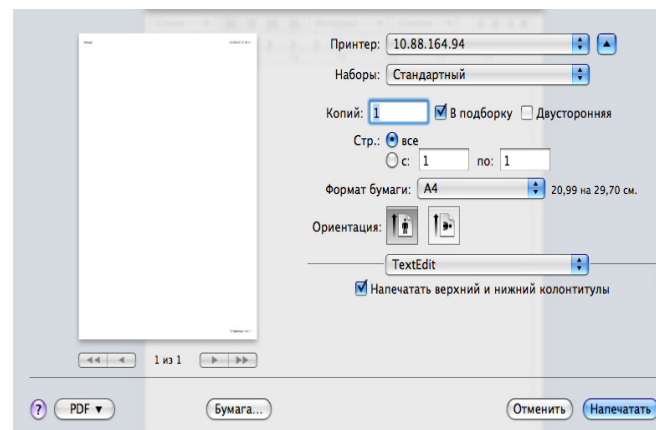 Принтер: 10.88.164.94
Наборы: Стандартный
Копий: 1 В подборку Двусторонняя
Стр.: все
с: 1 по: 1
Формат бумаги: A4 20,99 на 29,70 см.
Ориентация:
TextEdit
Напечатать верхний и нижний колонтитулы
1 из 1
? PDF Бумага... Отменить Напечатать